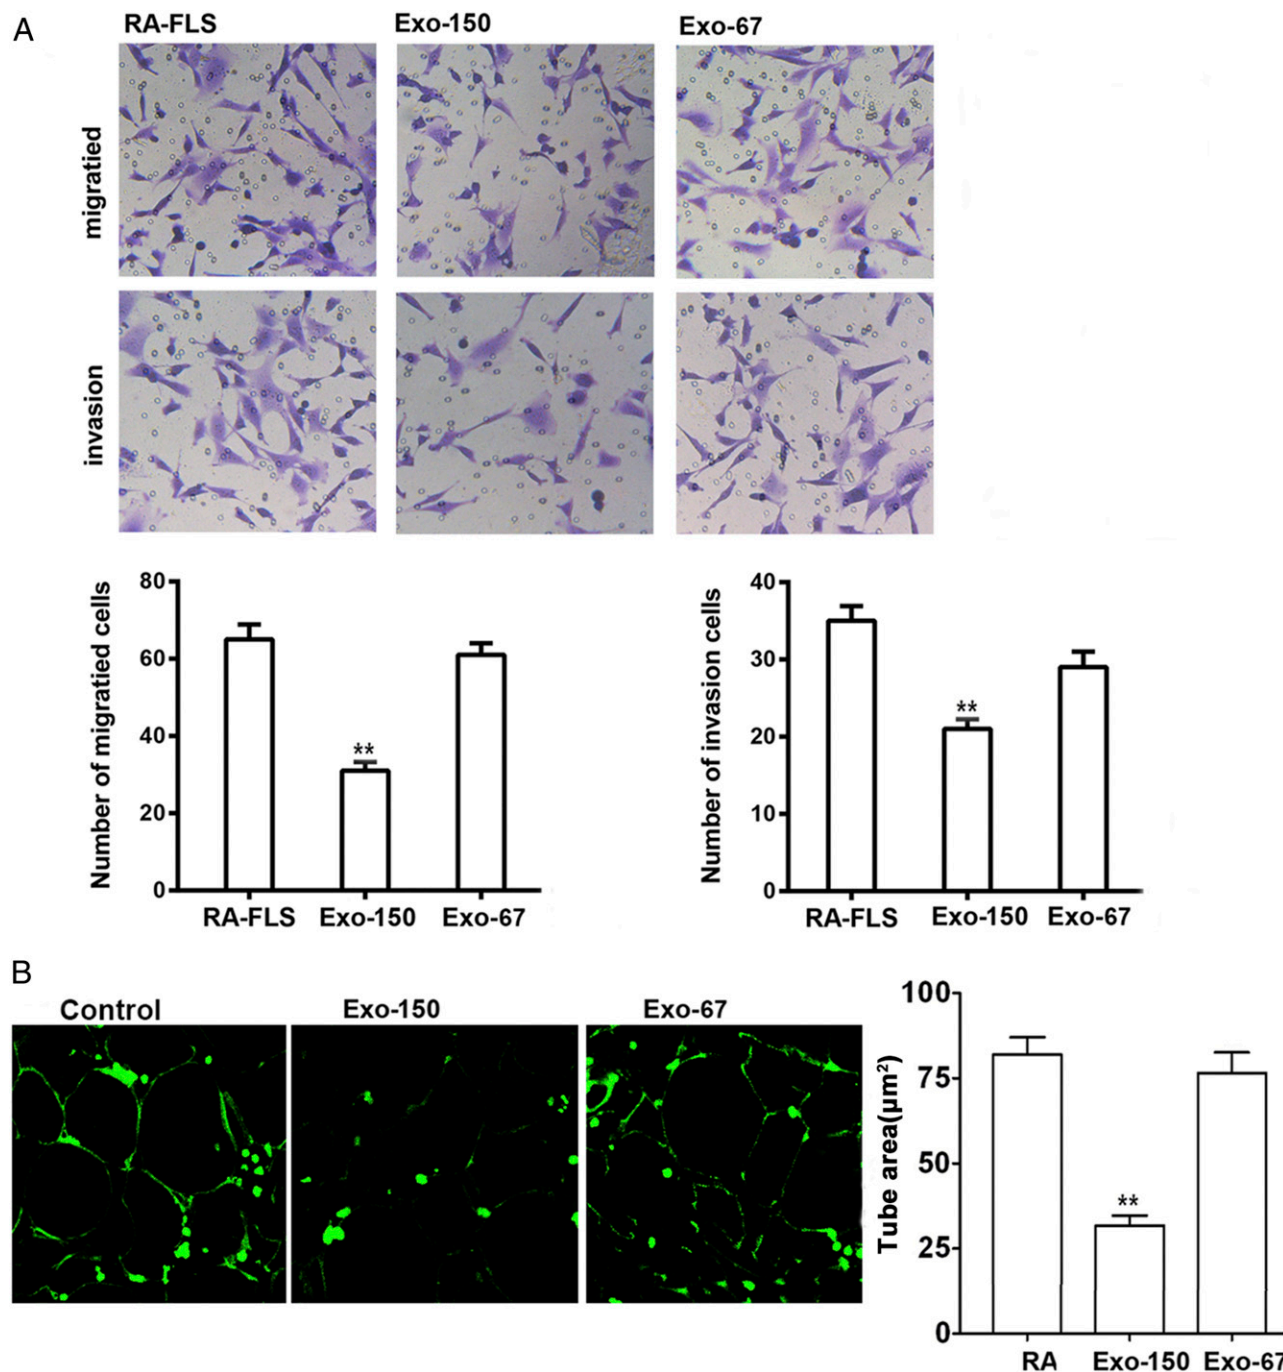 A
RA-FLS Exo-150 Exo-67
migratied
invasion
Number of migratied cells
80
60
40
20
0
**
RA-FLS Exo-150 Exo-67
Number of invasion cells
40
30
20
10
0
**
RA-FLS Exo-150 Exo-67
B
Control Exo-150 Exo-67
Tube area(μm²)
100
75
50
25
0
**
RA Exo-150 Exo-67